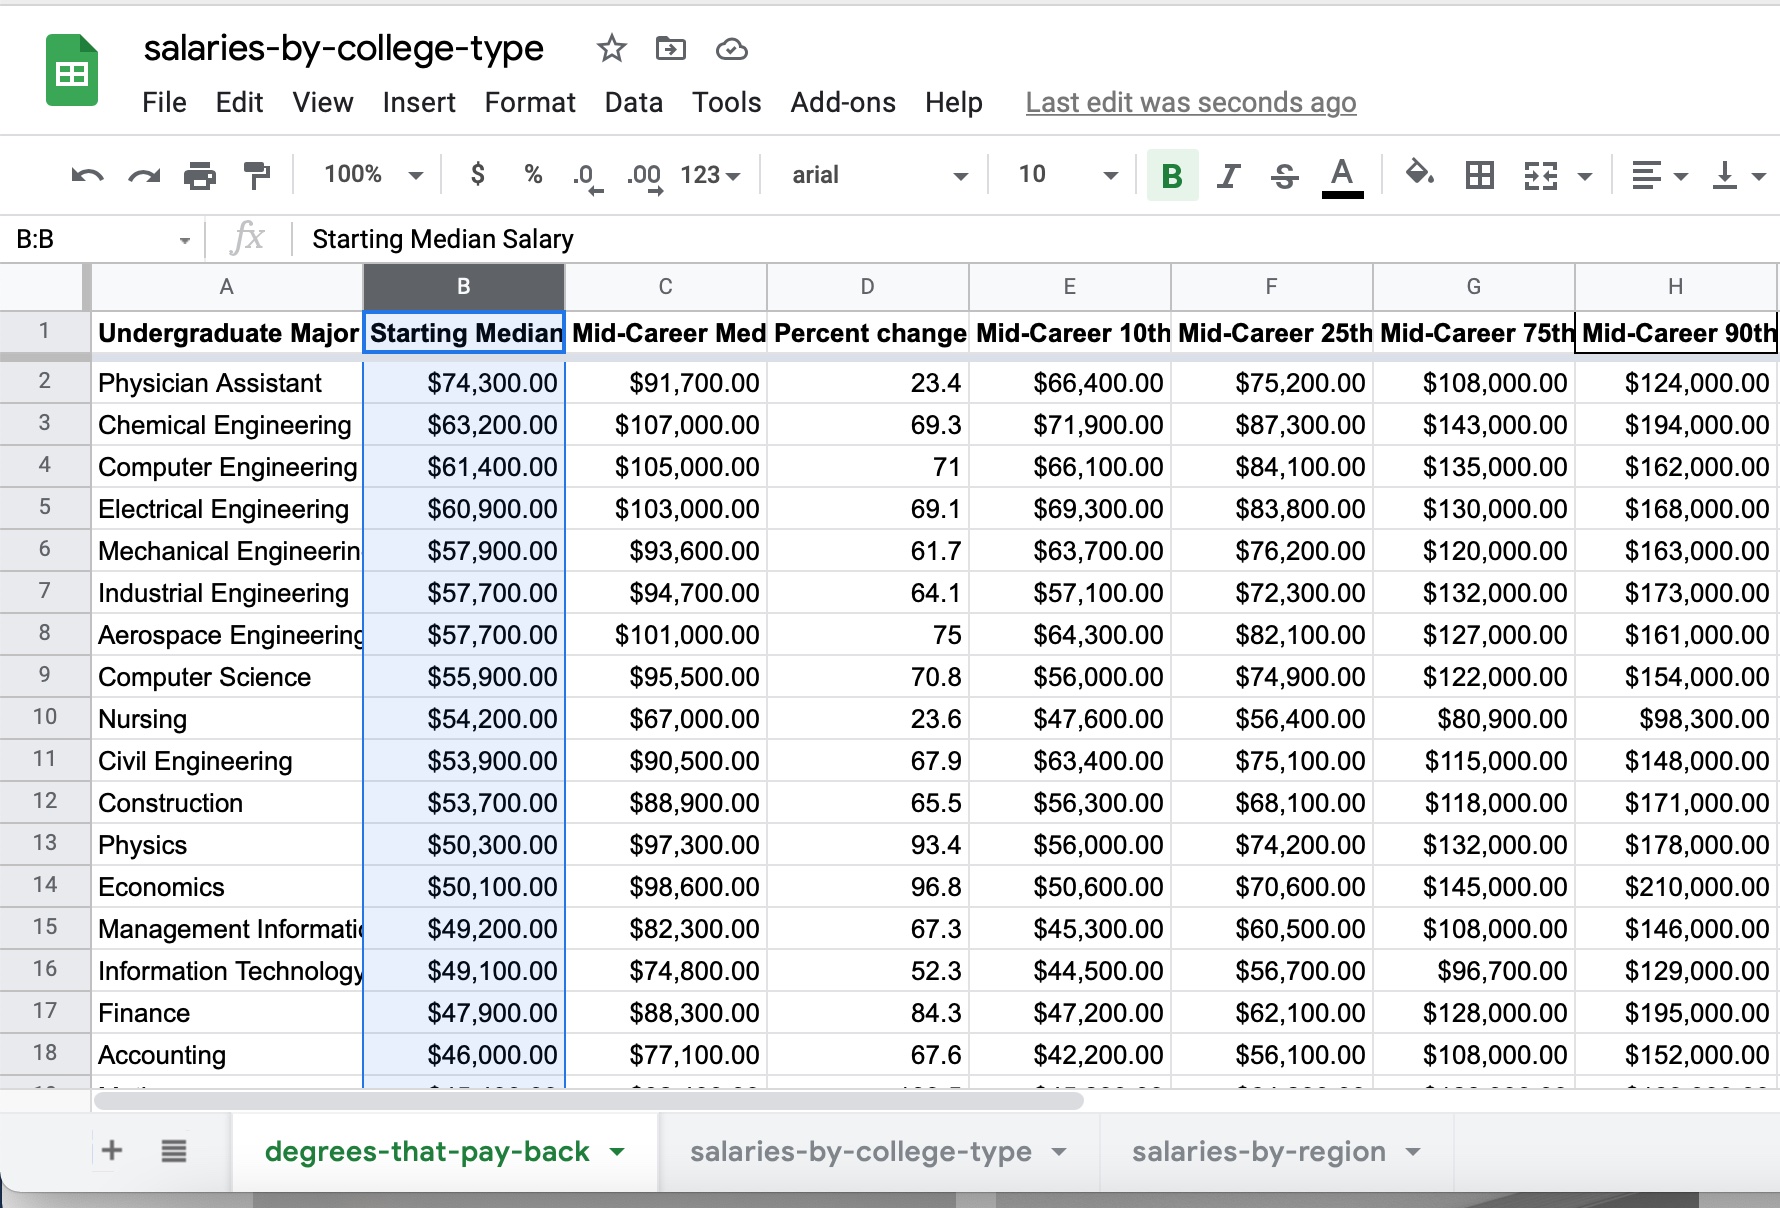 salaries-by-college-type
File Edit View Insert Format Data Tools Add-ons Help Last edit was seconds ago
100% $ % .0 .00 123 arial 10 B I S A
B:B fx Starting Median Salary
A B C D E F G H
1 Undergraduate Major Starting Median Mid-Career Med Percent change Mid-Career 10th Mid-Career 25th Mid-Career 75th Mid-Career 90th
2 Physician Assistant $74,300.00 $91,700.00 23.4 $66,400.00 $75,200.00 $108,000.00 $124,000.00
3 Chemical Engineering $63,200.00 $107,000.00 69.3 $71,900.00 $87,300.00 $143,000.00 $194,000.00
4 Computer Engineering $61,400.00 $105,000.00 71 $66,100.00 $84,100.00 $135,000.00 $162,000.00
5 Electrical Engineering $60,900.00 $103,000.00 69.1 $69,300.00 $83,800.00 $130,000.00 $168,000.00
6 Mechanical Engineerin $57,900.00 $93,600.00 61.7 $63,700.00 $76,200.00 $120,000.00 $163,000.00
7 Industrial Engineering $57,700.00 $94,700.00 64.1 $57,100.00 $72,300.00 $132,000.00 $173,000.00
8 Aerospace Engineering $57,700.00 $101,000.00 75 $64,300.00 $82,100.00 $127,000.00 $161,000.00
9 Computer Science $55,900.00 $95,500.00 70.8 $56,000.00 $74,900.00 $122,000.00 $154,000.00
10 Nursing $54,200.00 $67,000.00 23.6 $47,600.00 $56,400.00 $80,900.00 $98,300.00
11 Civil Engineering $53,900.00 $90,500.00 67.9 $63,400.00 $75,100.00 $115,000.00 $148,000.00
12 Construction $53,700.00 $88,900.00 65.5 $56,300.00 $68,100.00 $118,000.00 $171,000.00
13 Physics $50,300.00 $97,300.00 93.4 $56,000.00 $74,200.00 $132,000.00 $178,000.00
14 Economics $50,100.00 $98,600.00 96.8 $50,600.00 $70,600.00 $145,000.00 $210,000.00
15 Management Informatio $49,200.00 $82,300.00 67.3 $45,300.00 $60,500.00 $108,000.00 $146,000.00
16 Information Technology $49,100.00 $74,800.00 52.3 $44,500.00 $56,700.00 $96,700.00 $129,000.00
17 Finance $47,900.00 $88,300.00 84.3 $47,200.00 $62,100.00 $128,000.00 $195,000.00
18 Accounting $46,000.00 $77,100.00 67.6 $42,200.00 $56,100.00 $108,000.00 $152,000.00
degrees-that-pay-back salaries-by-college-type salaries-by-region